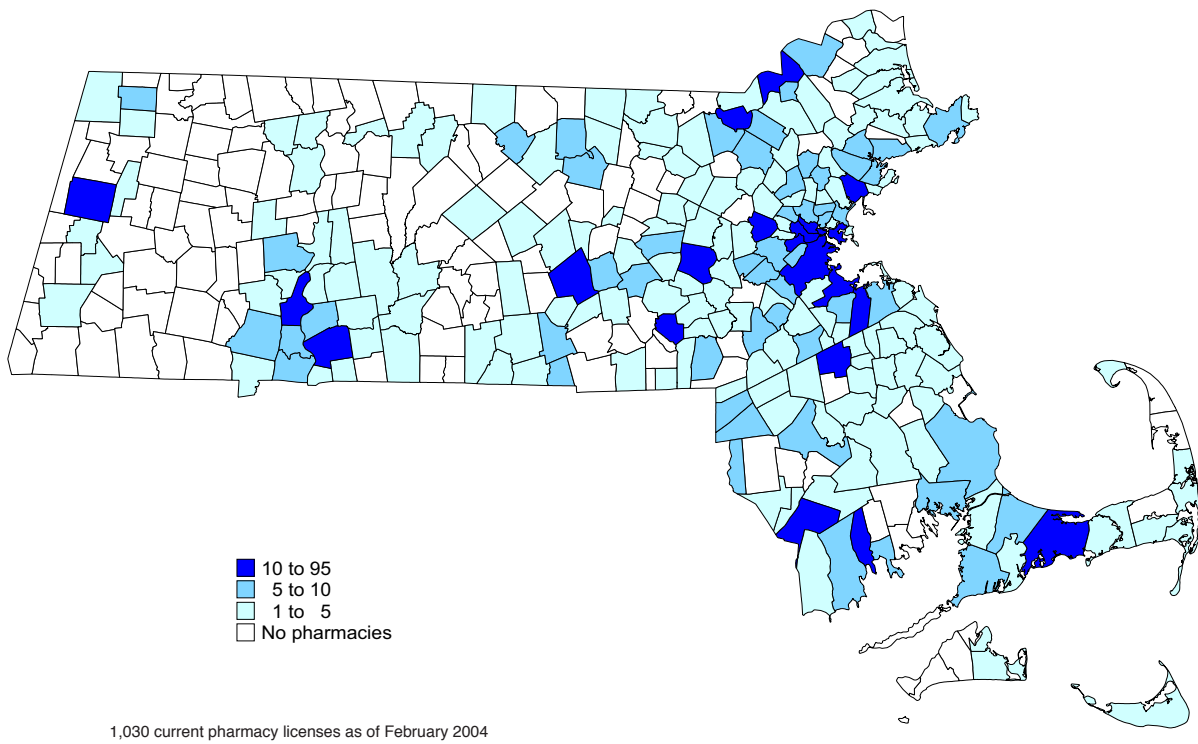 10 to 95
5 to 10
1 to 5
No pharmacies
1,030 current pharmacy licenses as of February 2004